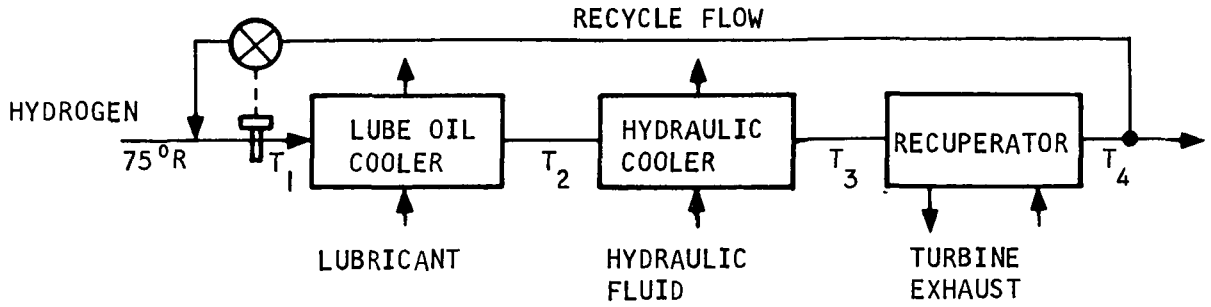 RECYCLE FLOW
HYDROGEN
75°R
T1
LUBE OIL
COOLER
T2
HYDRAULIC
COOLER
T3
RECUPERATOR
T4
LUBRICANT
HYDRAULIC
FLUID
TURBINE
EXHAUST